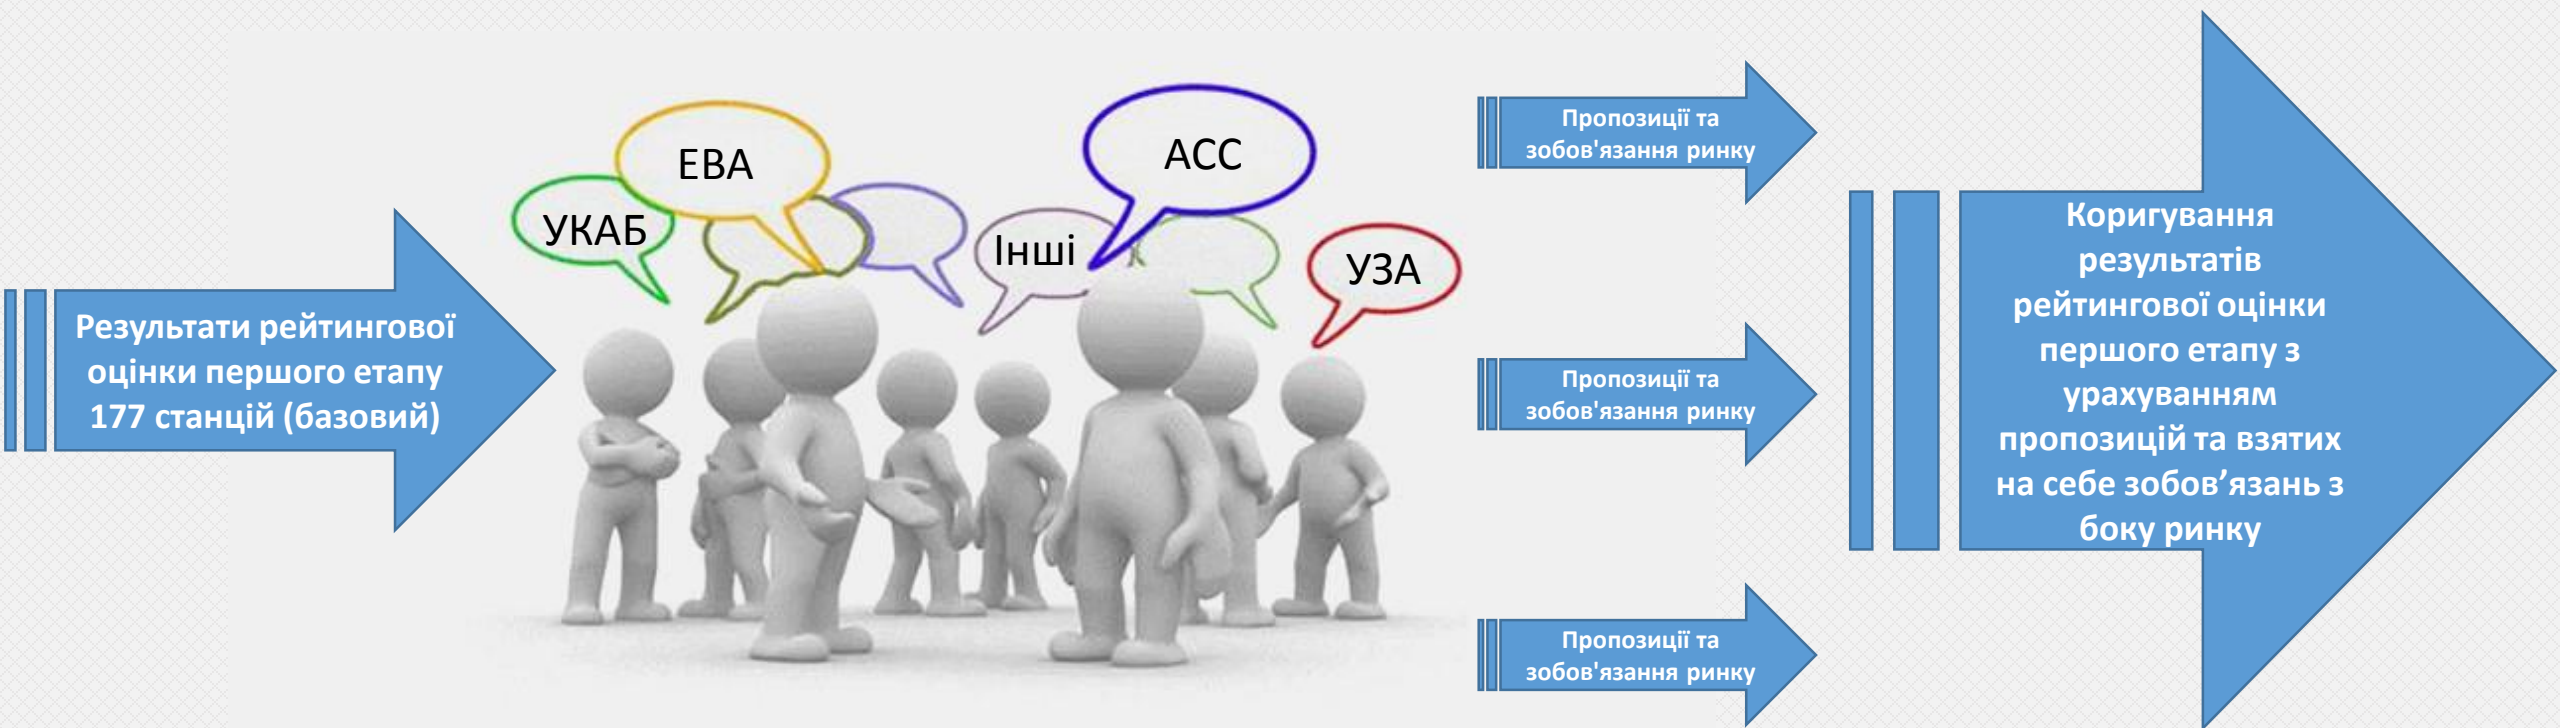 Результати рейтингової
оцінки першого етапу
177 станцій (базовий)
УКАБ
ЕВА
Інші
АСС
УЗА
Пропозиції та
зобов'язання ринку
Пропозиції та
зобов'язання ринку
Пропозиції та
зобов'язання ринку
Коригування
результатів
рейтингової оцінки
першого етапу з
урахуванням
пропозицій та взятих
на себе зобов’язань з
боку ринку